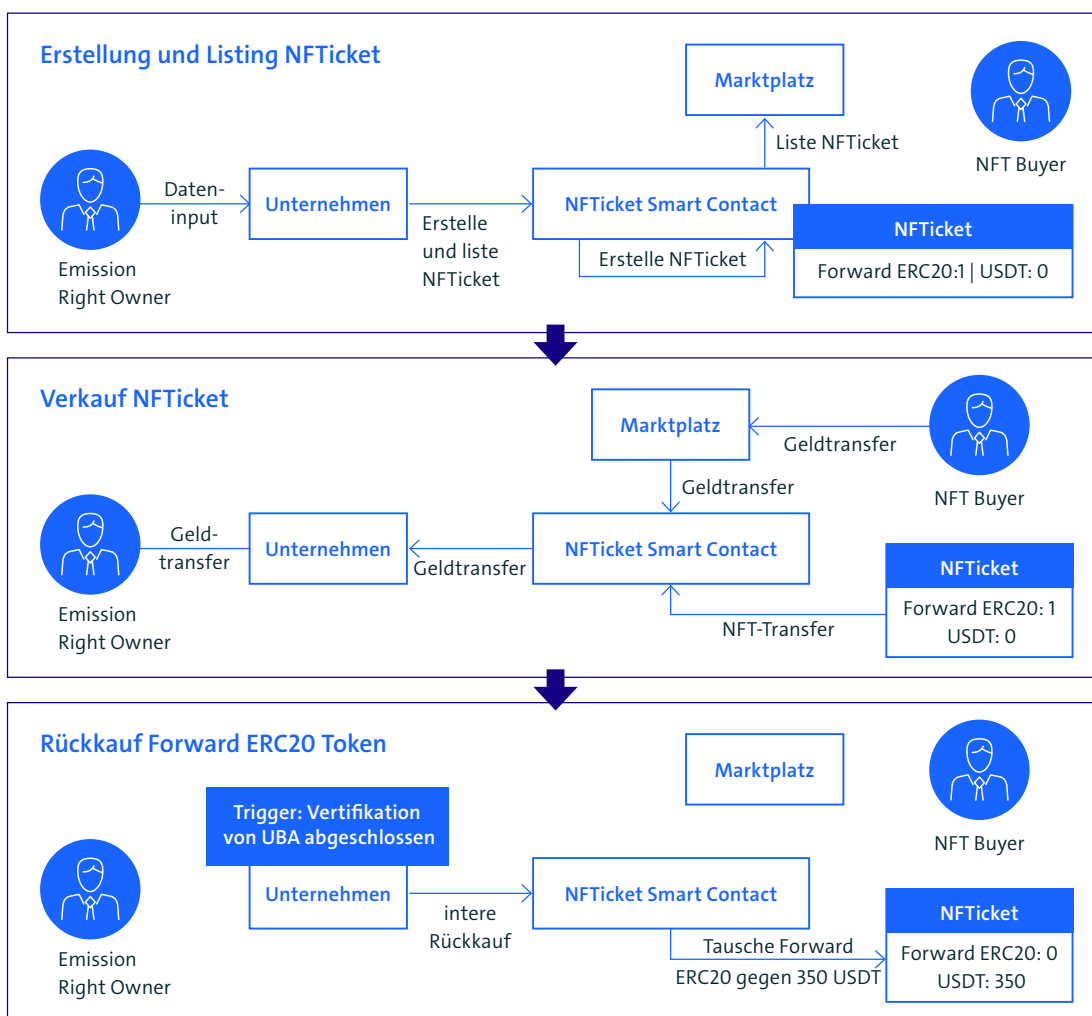 Erstellung und Listing NFTicket
Marktplatz
NFT Buyer
Liste NFTicket
Emission
Right Owner
Daten-
input
Unternehmen
Erstelle
und liste
NFTicket
NFTicket Smart Contact
Erstelle NFTicket
NFTicket
Forward ERC20:1 | USDT: 0
Verkauf NFTicket
Marktplatz
Geldtransfer
NFT Buyer
Geldtransfer
Emission
Right Owner
Geld-
transfer
Unternehmen
Geldtransfer
NFTicket Smart Contact
NFT-Transfer
NFTicket
Forward ERC20: 1
USDT: 0
Rückkauf Forward ERC20 Token
Marktplatz
NFT Buyer
Trigger: Vertifikation
von UBA abgeschlossen
Emission
Right Owner
Unternehmen
intere
Rückkauf
NFTicket Smart Contact
Tausche Forward
ERC20 gegen 350 USDT
NFTicket
Forward ERC20: 0
USDT: 350